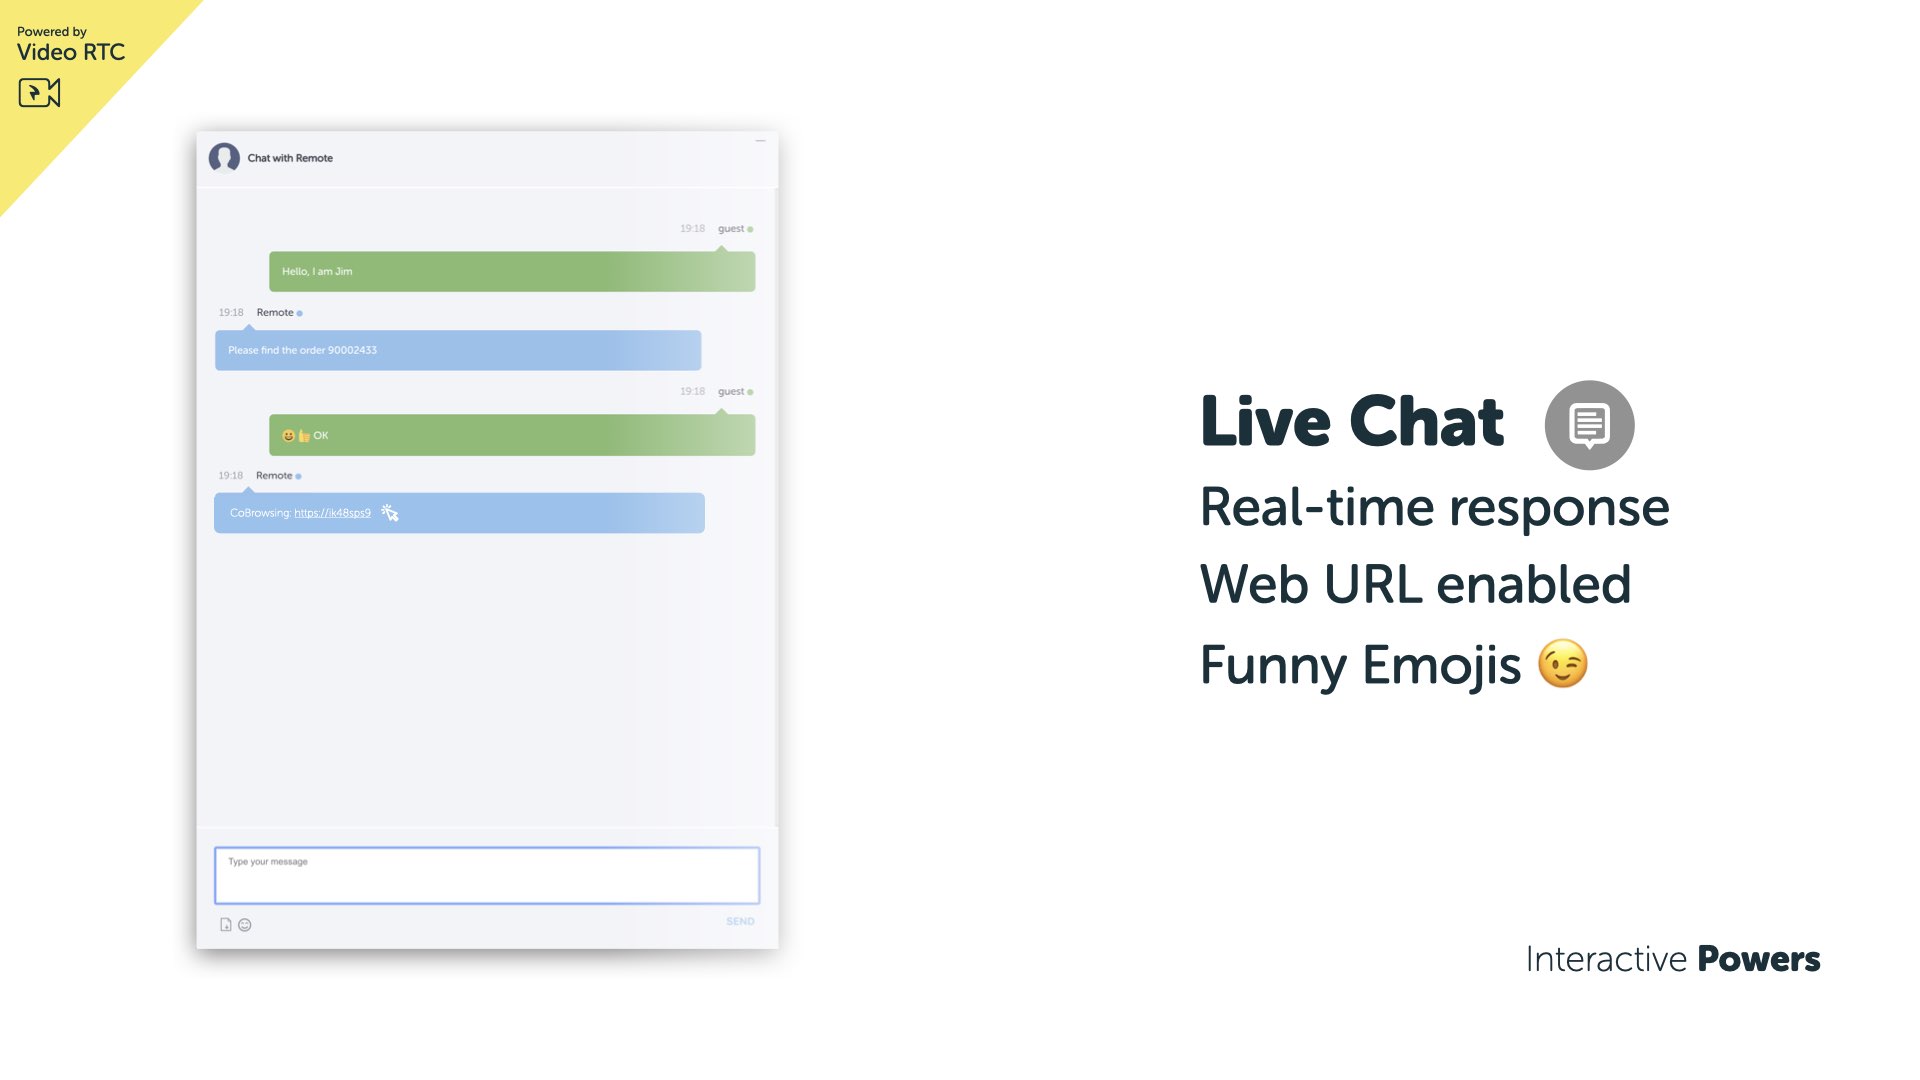 Powered by
Video RTC
Chat with Remote
19:18 guest
Hello, I am Jim
19:18 Remote
Please find the order 90002433
19:18 guest
😀👍 OK
19:18 Remote
CoBrowsing: https://jk48sps9
Type your message
SEND
Live Chat
Real-time response
Web URL enabled
Funny Emojis 😉
Interactive Powers